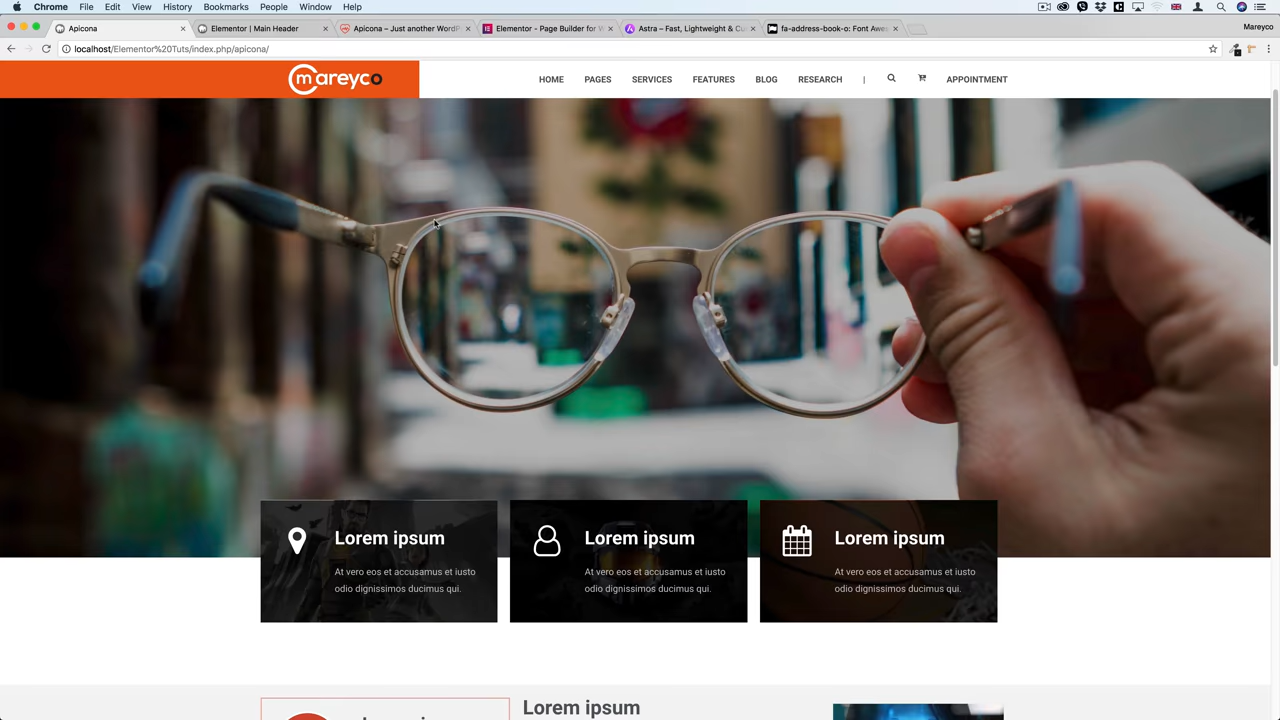 Chrome File Edit View History Bookmarks People Window Help
Apicona
Elementor | Main Header
Apicona – Just another WordP
Elementor - Page Builder for W
Astra – Fast, Lightweight & Cu
fa-address-book-o: Font Awes
Mareyco
localhost/Elementor%20Tuts/index.php/apicona/
mareyco
HOME PAGES SERVICES FEATURES BLOG RESEARCH | APPOINTMENT
Lorem ipsum
At vero eos et accusamus et iusto
odio dignissimos ducimus qui.
Lorem ipsum
At vero eos et accusamus et iusto
odio dignissimos ducimus qui.
Lorem ipsum
At vero eos et accusamus et iusto
odio dignissimos ducimus qui.
Lorem ipsum